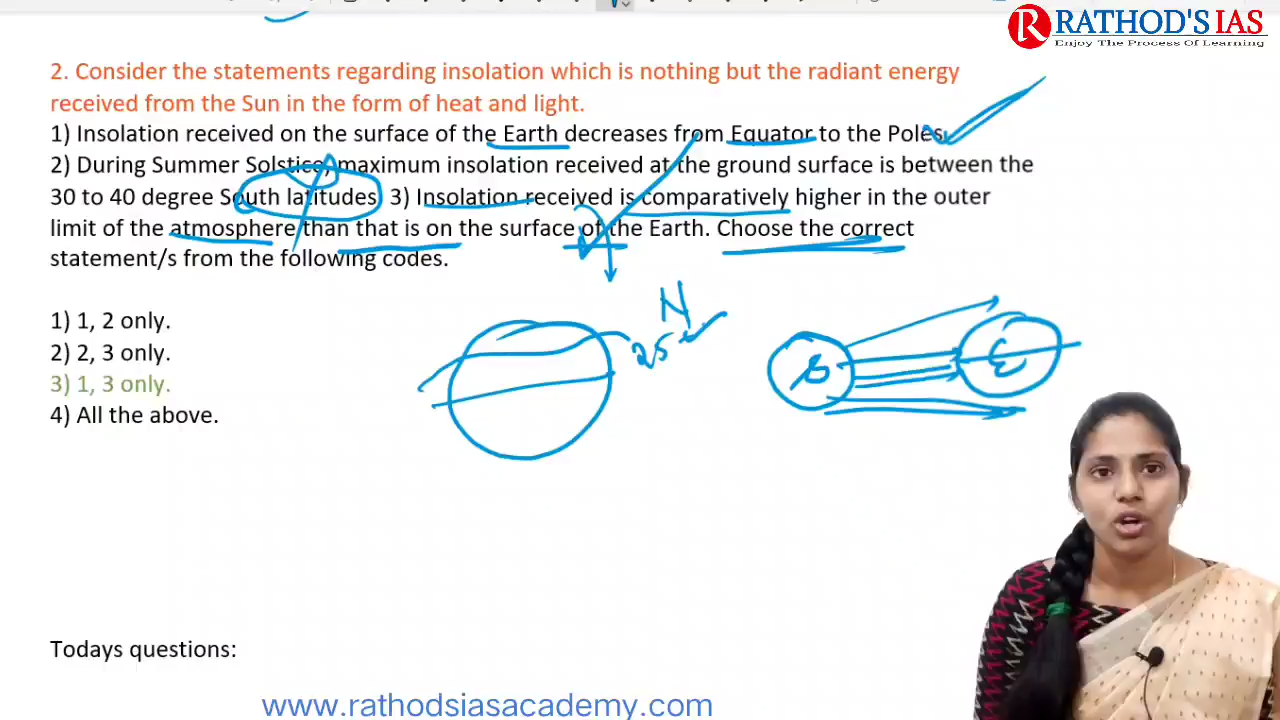 RATHOD'S IAS
Enjoy The Process Of Learning
2. Consider the statements regarding insolation which is nothing but the radiant energy
received from the Sun in the form of heat and light.
1) Insolation received on the surface of the Earth decreases from Equator to the Poles.
2) During Summer Solstice, maximum insolation received at the ground surface is between the
30 to 40 degree South latitudes. 3) Insolation received is comparatively higher in the outer
limit of the atmosphere than that is on the surface of the Earth. Choose the correct
statement/s from the following codes.
N
25
S
E
1) 1, 2 only.
2) 2, 3 only.
3) 1, 3 only.
4) All the above.
Todays questions:
www.rathodsiasacademy.com